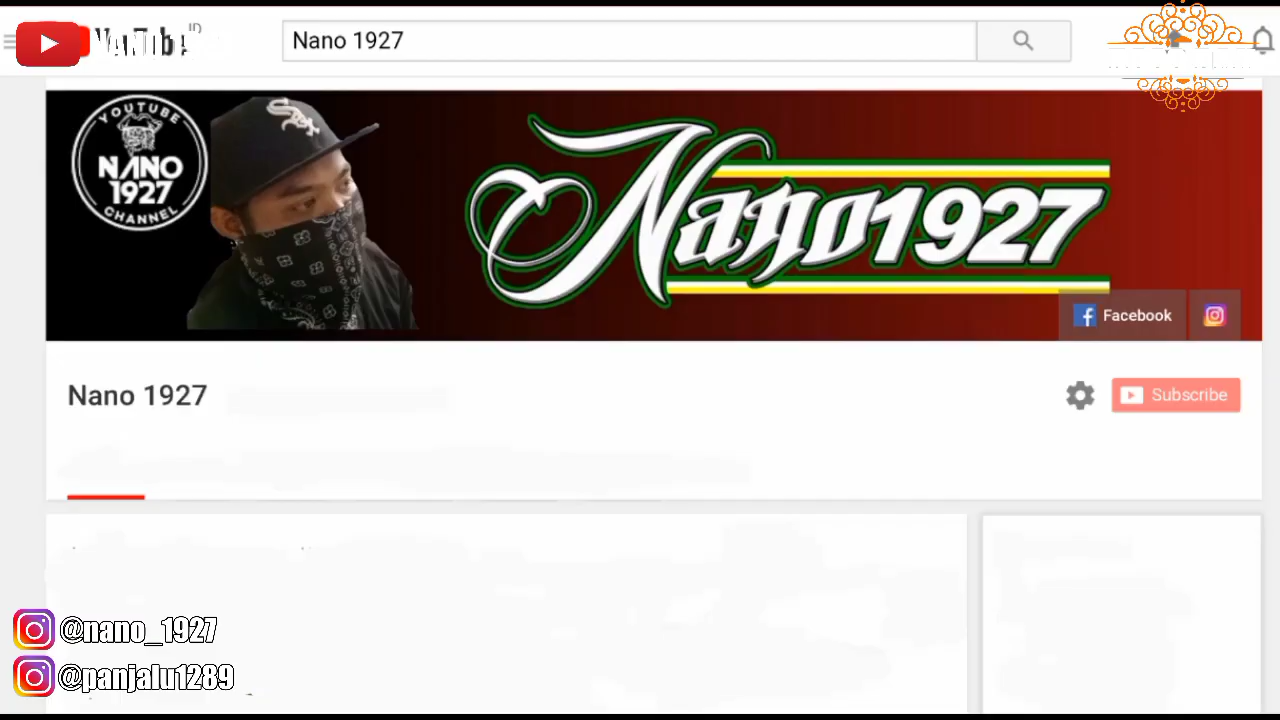 Nano 1927
YOUTUBE
NANO
1927
CHANNEL
Nano1927
Facebook
Nano 1927
Subscribe
@nano_1927
@panjalu1289